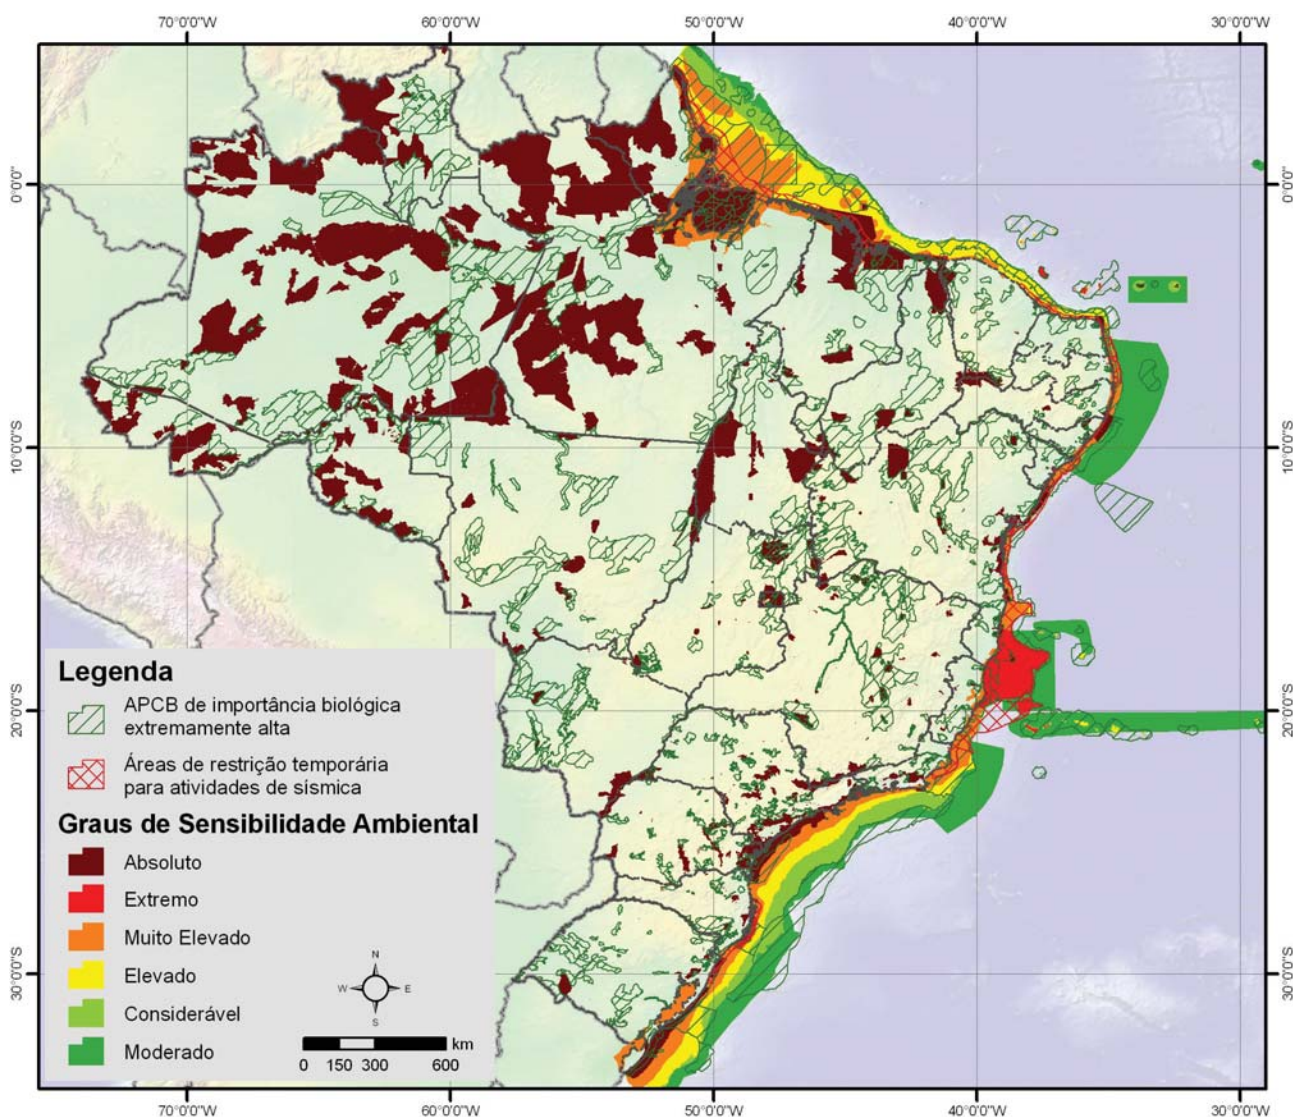 70°0'0"W 60°0'0"W 50°0'0"W 40°0'0"W 30°0'0"W
0°0'0" 0°0'0"
10°0'0"S 10°0'0"S
20°0'0"S 20°0'0"S
30°0'0"S 30°0'0"S
Legenda
APCB de importância biológica
extremamente alta
Áreas de restrição temporária
para atividades de sísmica
Graus de Sensibilidade Ambiental
Absoluto
Extremo
Muito Elevado
Elevado
Considerável
Moderado
N
W E
S
km
0 150 300 600
70°0'0"W 60°0'0"W 50°0'0"W 40°0'0"W 30°0'0"W